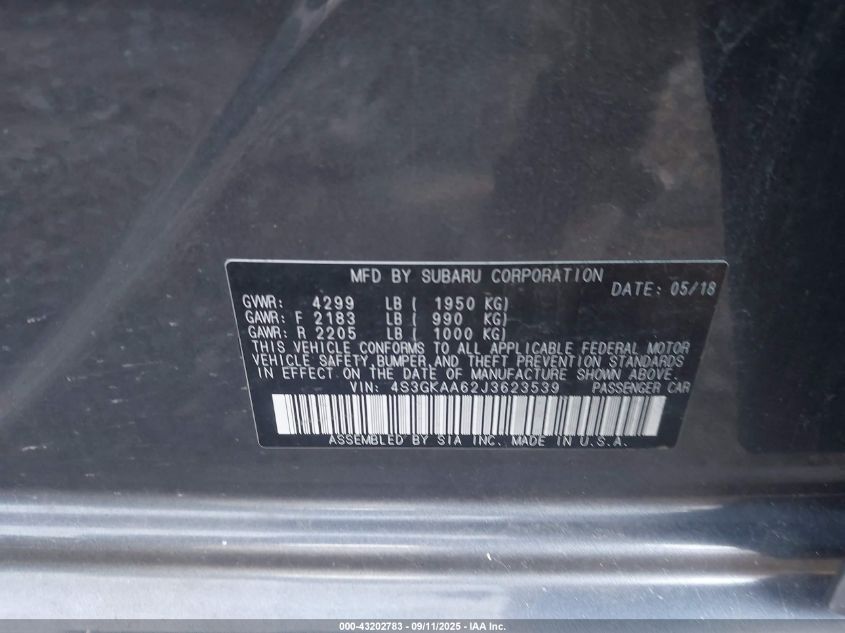 MFD BY SUBARU CORPORATION
DATE: 05/18
GVWR: 4299 LB ( 1950 KG)
GAWR: F 2183 LB ( 990 KG)
GAWR: R 2205 LB ( 1000 KG)
THIS VEHICLE CONFORMS TO ALL APPLICABLE FEDERAL MOTOR
VEHICLE SAFETY, BUMPER AND THEFT PREVENTION STANDARDS
IN EFFECT ON THE DATE OF MANUFACTURE SHOWN ABOVE.
VIN: 4S3GKAA62J3623539 PASSENGER CAR
ASSEMBLED BY SIA INC. MADE IN U.S.A.
000-43202783 - 09/11/2025 - IAA Inc.